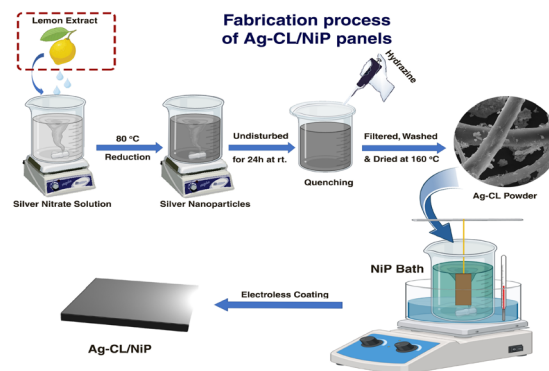 Fabrication process
of Ag-CL/NiP panels
Lemon Extract
Hydrazine
80 °C
Reduction
Undisturbed
for 24h at rt.
Filtered, Washed
& Dried at 160 °C
Silver Nitrate Solution
Silver Nanoparticles
Quenching
Ag-CL Powder
NiP Bath
Electroless Coating
Ag-CL/NiP